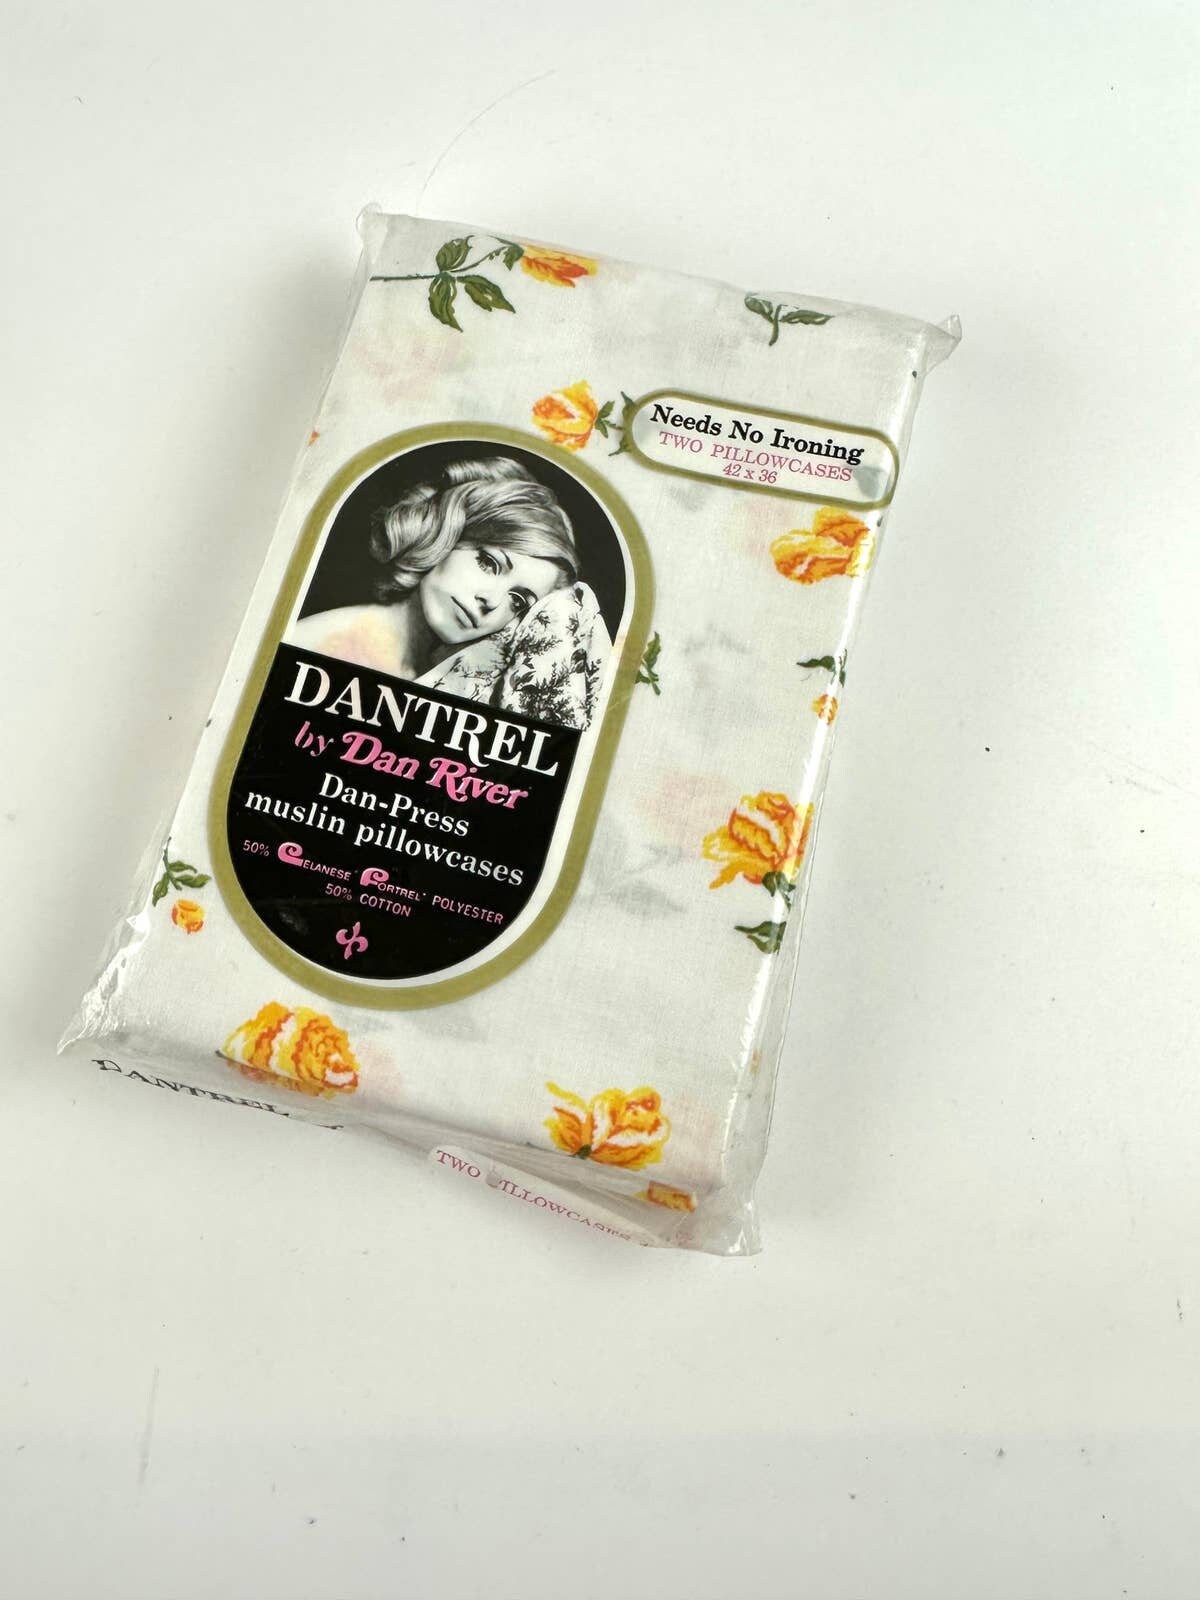 Needs No Ironing
TWO PILLOWCASES
42 x 36
DANTREL
by Dan River
Dan-Press
muslin pillowcases
50% CELANESE® FORTREL® POLYESTER
50% COTTON
DANTREL
TWO PILLOWCASES